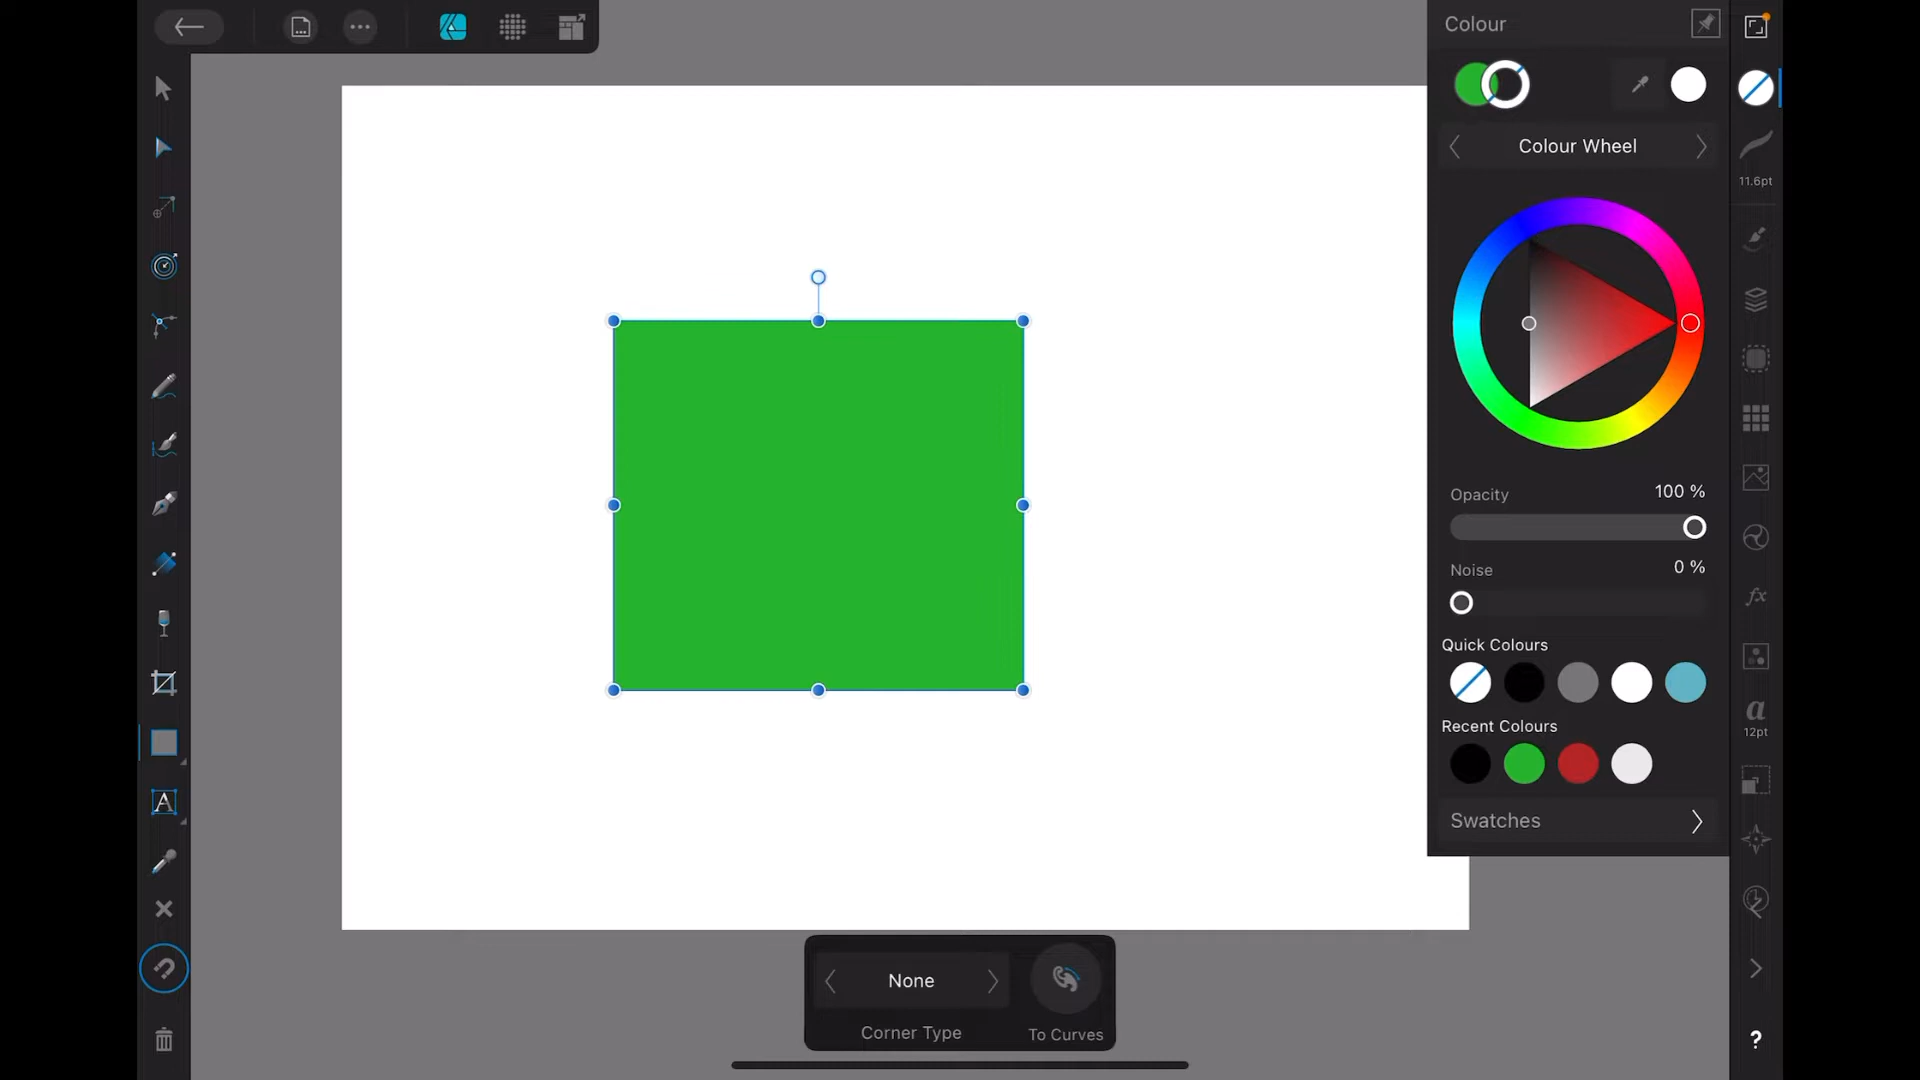 Colour
Colour Wheel
11.6pt
Opacity 100 %
Noise 0 %
fx
Quick Colours
a
12pt
Recent Colours
Swatches
A
None
Corner Type To Curves
?